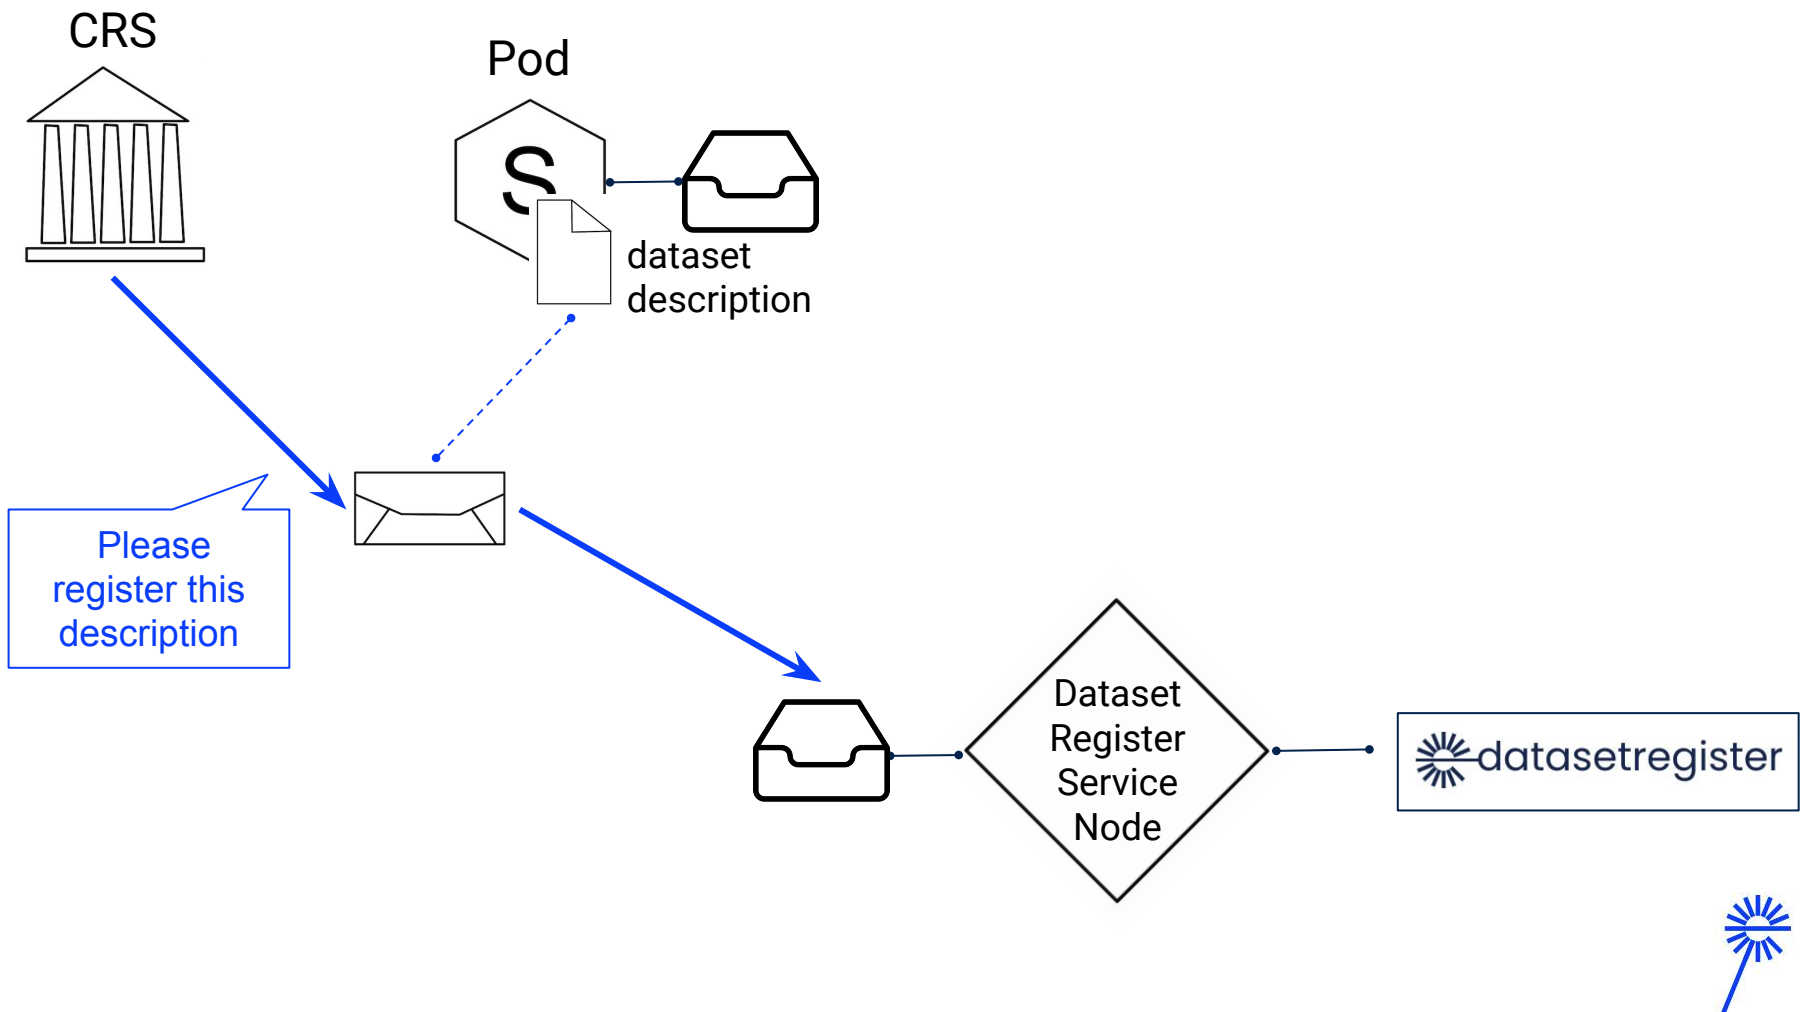 CRS
Pod
S
dataset
description
Please
register this
description
Dataset
Register
Service
Node
datasetregister